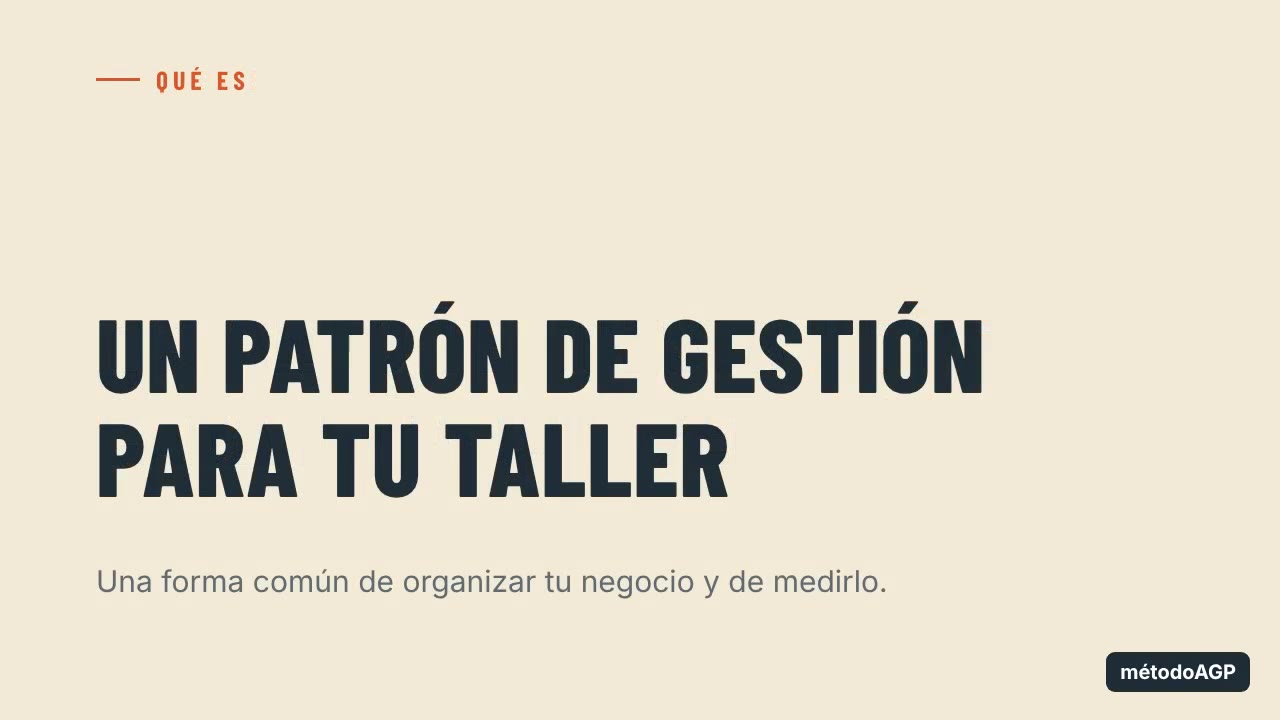 QUÉ ES
UN PATRÓN DE GESTIÓN
PARA TU TALLER
Una forma común de organizar tu negocio y de medirlo.
métodoAGP